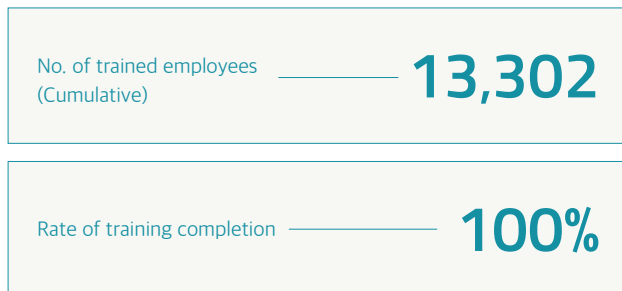 No. of trained employees
(Cumulative)
13,302
Rate of training completion
100%